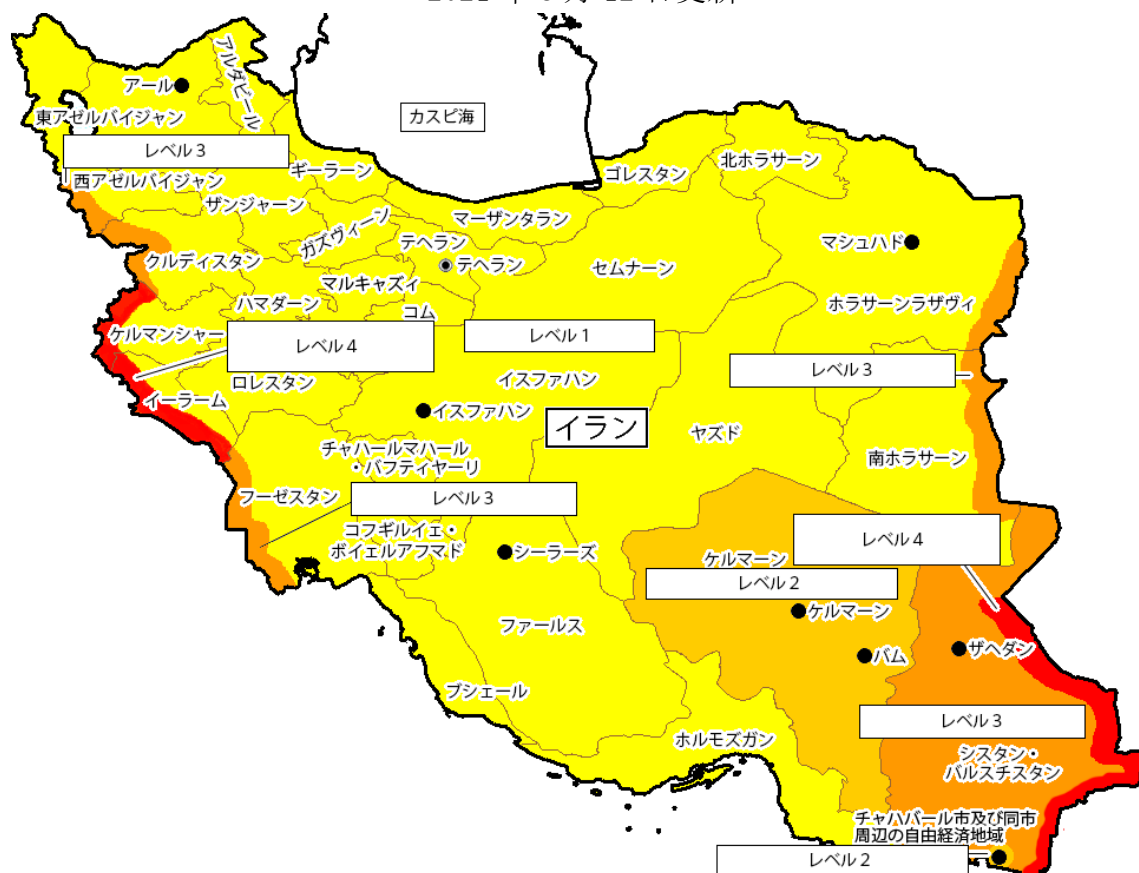 アール
アルダビール
カスピ海
東アゼルバイジャン
レベル３
西アゼルバイジャン
ギーラーン
ゴレスタン
北ホラサーン
ザンジャーン
マーザンタラン
ガズヴィーン
テヘラン
テヘラン
マシュハド
クルディスタン
セムナーン
マルキャズィ
ハマダーン
コム
ホラサーンラザヴィ
ケルマンシャー
レベル４
レベル１
レベル３
ロレスタン
イスファハン
イーラーム
イスファハン
イラン
ヤズド
チャハールマハール
・バフティヤーリ
南ホラサーン
フーゼスタン
レベル３
コフギルイェ・
ボイェルアフマド
シーラーズ
レベル４
ケルマーン
レベル２
ケルマーン
ファールス
ザヘダン
バム
ブシェール
レベル３
ホルモズガン
シスタン・
バルスチスタン
チャハバール市及び同市
周辺の自由経済地域
レベル２